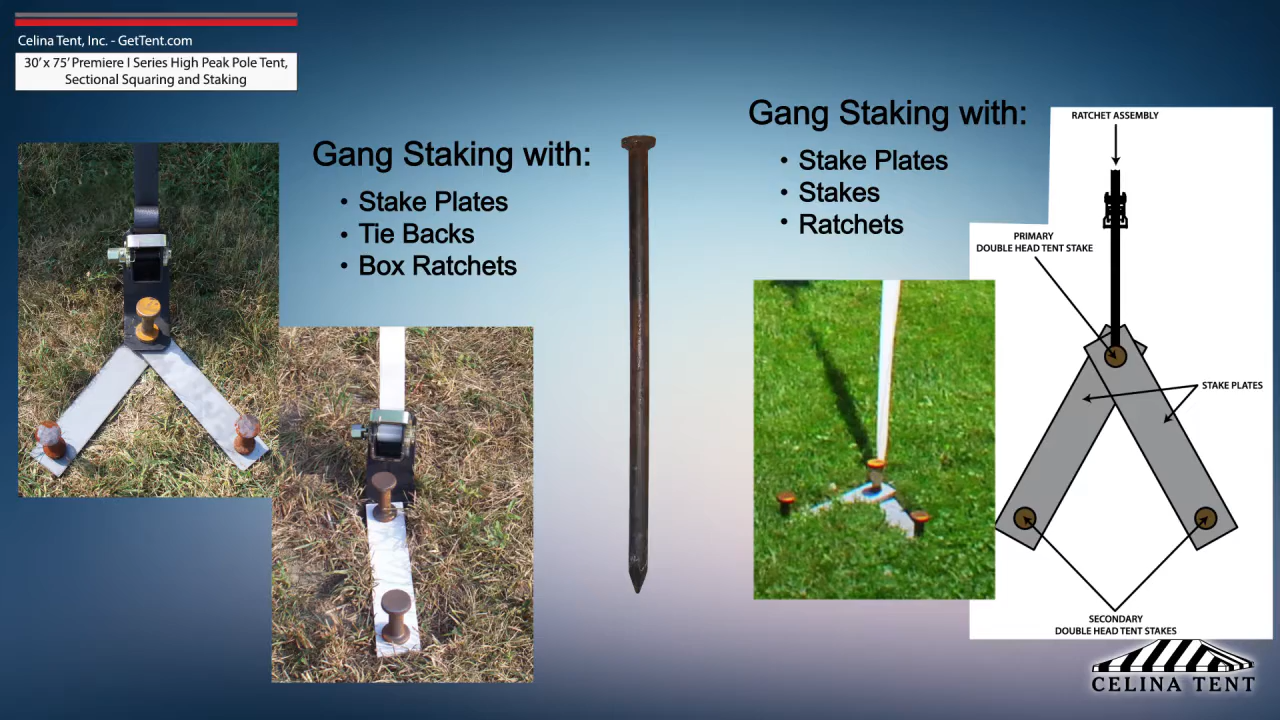 Celina Tent, Inc. - GetTent.com
30' x 75' Premiere I Series High Peak Pole Tent,
Sectional Squaring and Staking
Gang Staking with:
• Stake Plates
• Tie Backs
• Box Ratchets
Gang Staking with:
• Stake Plates
• Stakes
• Ratchets
RATCHET ASSEMBLY
PRIMARY
DOUBLE HEAD TENT STAKE
STAKE PLATES
SECONDARY
DOUBLE HEAD TENT STAKES
CELINA TENT